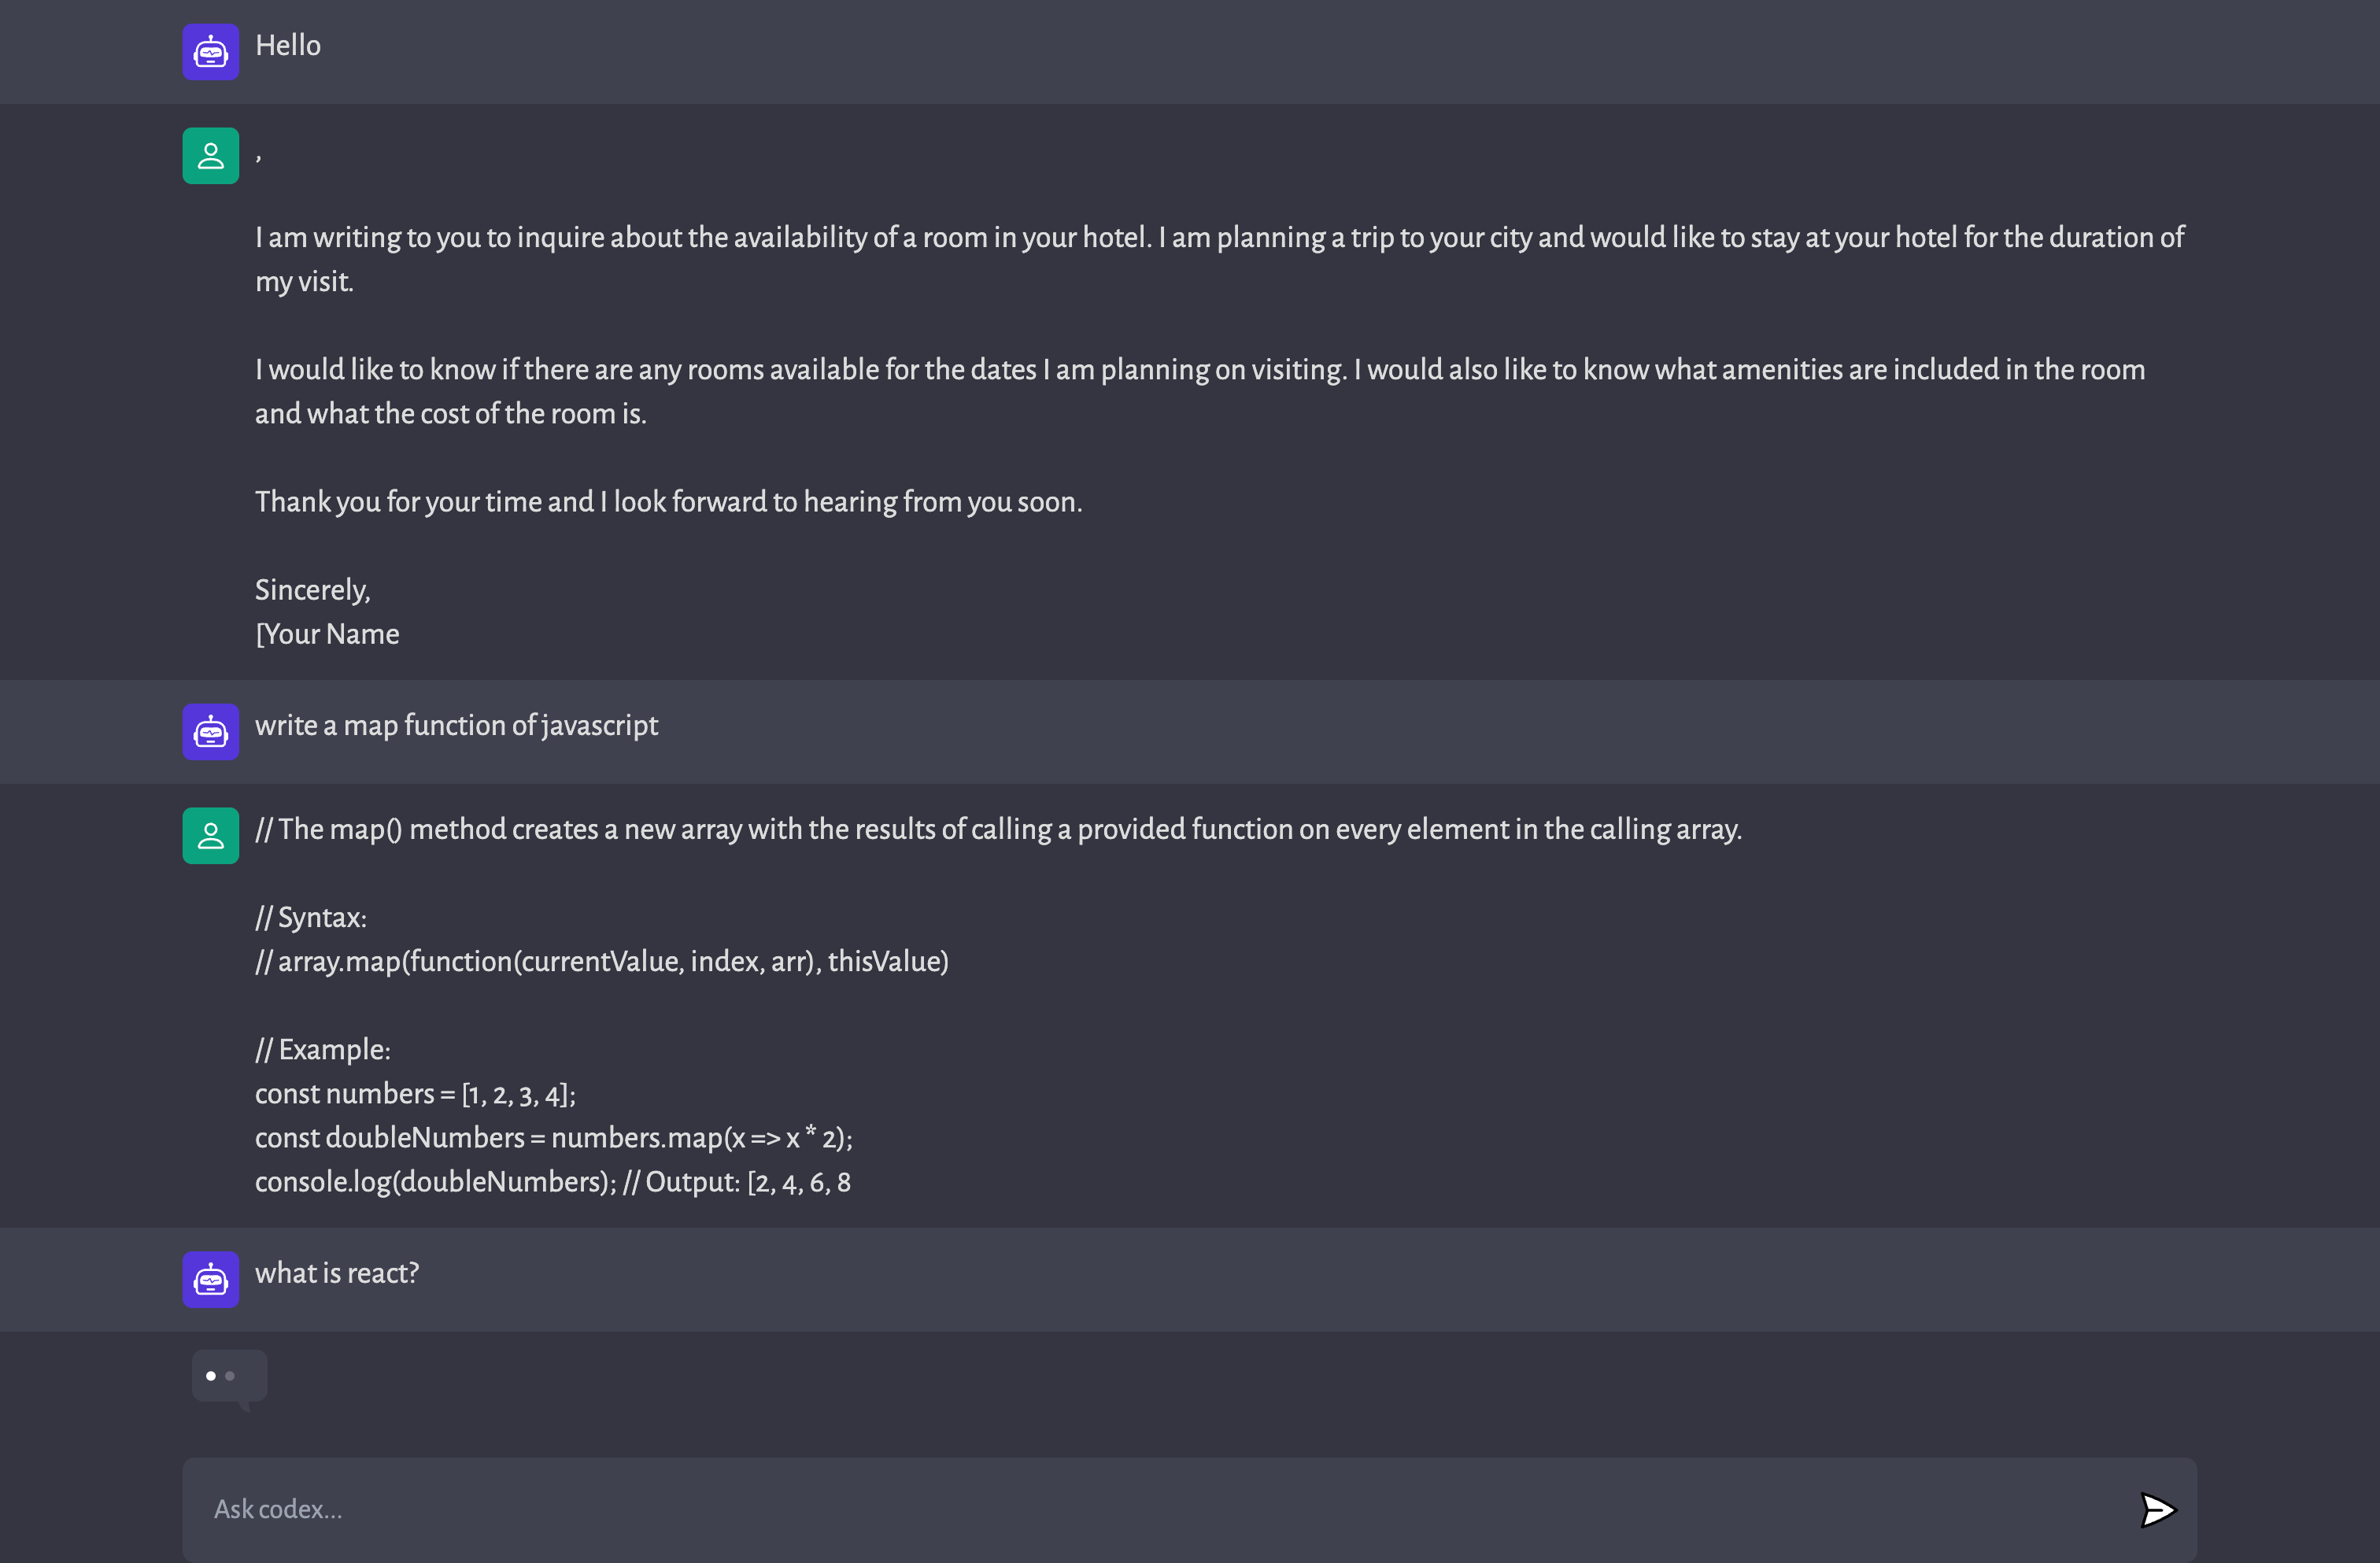 Hello
,
I am writing to you to inquire about the availability of a room in your hotel. I am planning a trip to your city and would like to stay at your hotel for the duration of
my visit.
I would like to know if there are any rooms available for the dates I am planning on visiting. I would also like to know what amenities are included in the room
and what the cost of the room is.
Thank you for your time and I look forward to hearing from you soon.
Sincerely,
[Your Name
write a map function of javascript
// The map() method creates a new array with the results of calling a provided function on every element in the calling array.
// Syntax:
// array.map(function(currentValue, index, arr), thisValue)
// Example:
const numbers = [1, 2, 3, 4];
const doubleNumbers = numbers.map(x => x * 2);
console.log(doubleNumbers); // Output: [2, 4, 6, 8
what is react?
Ask codex...